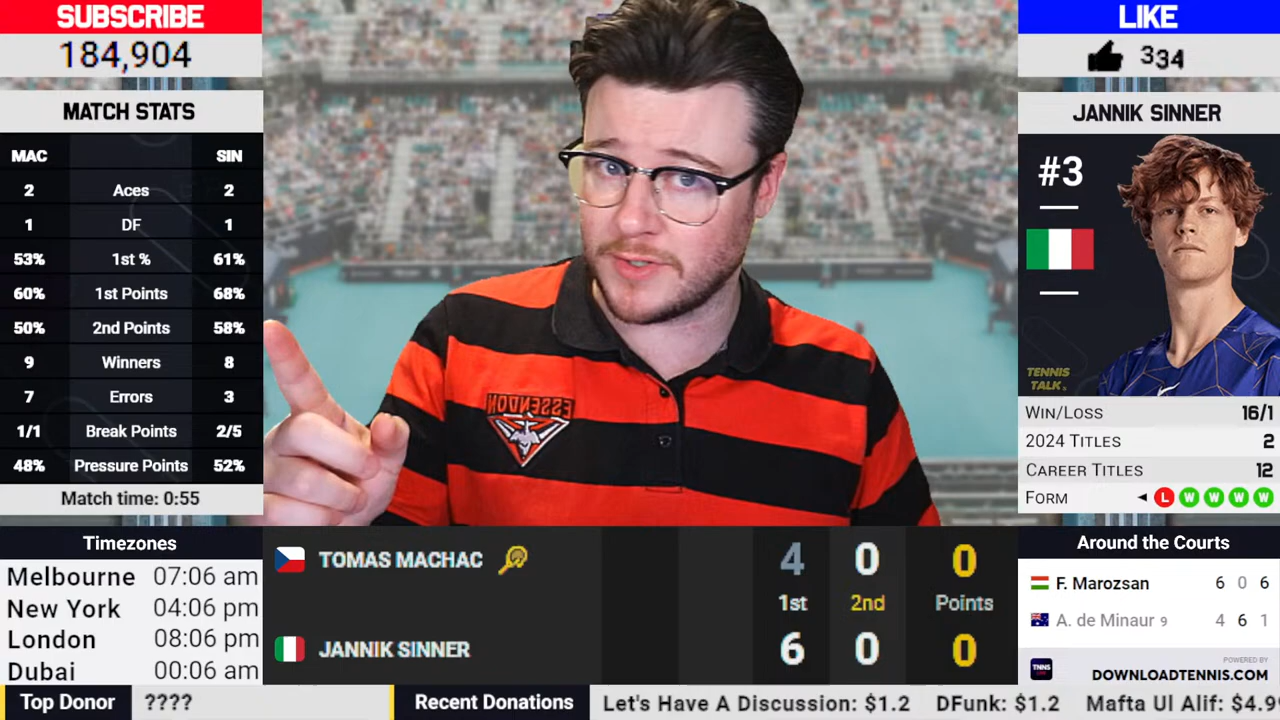 SUBSCRIBE
184,904
MATCH STATS
MAC SIN
2 Aces 2
1 DF 1
53% 1st % 61%
60% 1st Points 68%
50% 2nd Points 58%
9 Winners 8
7 Errors 3
1/1 Break Points 2/5
48% Pressure Points 52%
Match time: 0:55
Timezones
Melbourne 07:06 am
New York 04:06 pm
London 08:06 pm
Dubai 00:06 am
ESSENDON
TOMAS MACHAC 4 0 0
1st 2nd Points
JANNIK SINNER 6 0 0
LIKE
334
JANNIK SINNER
#3
TENNIS
TALK
WIN/LOSS 16/1
2024 TITLES 2
CAREER TITLES 12
FORM L W W W W
Around the Courts
F. Marozsan 6 0 6
A. de Minaur 9 4 6 1
TNNS
POWERED BY
DOWNLOADTENNIS.COM
Top Donor ???? Recent Donations Let's Have A Discussion: $1.2 DFunk: $1.2 Mafta Ul Alif: $4.9